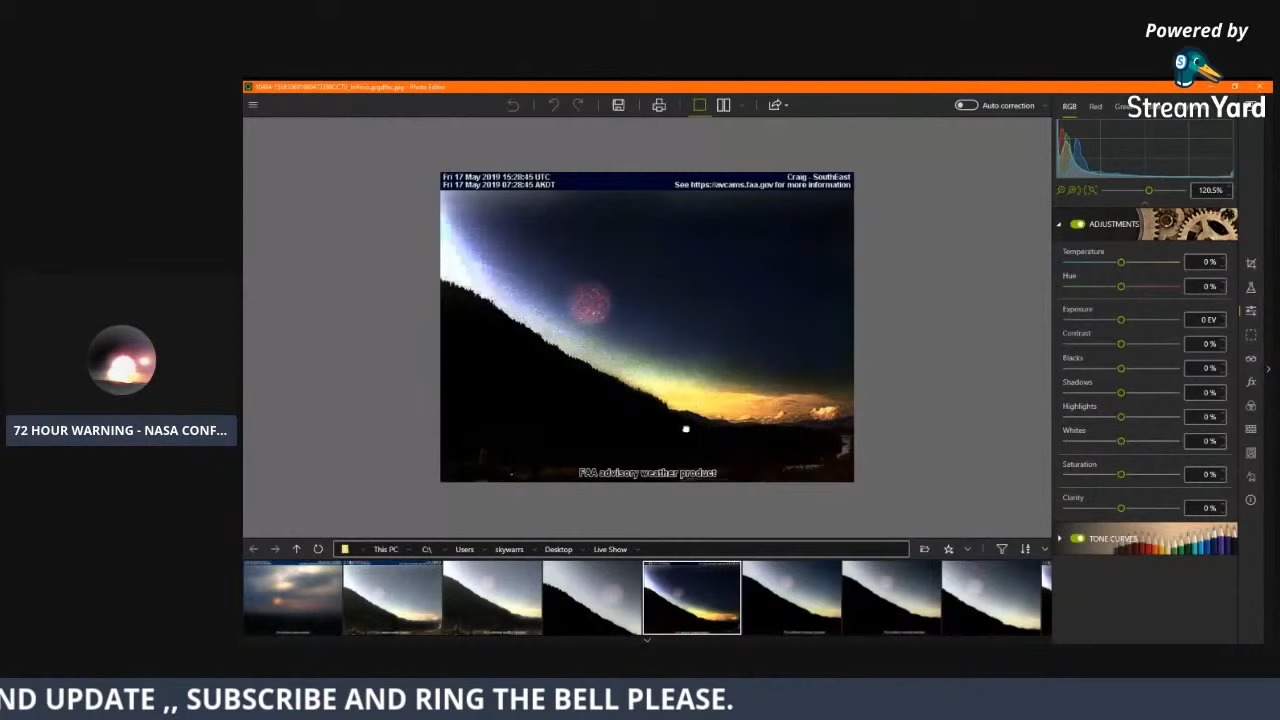 Powered by
StreamYard
Photo Editor
Auto correction
RGB
Red
Fri 17 May 2019 15:28:45 UTC
Fri 17 May 2019 07:28:45 AKDT
Craig - SouthEast
See https://avcams.faa.gov for more information
120.5%
ADJUSTMENTS
Temperature
0 %
Hue
0 %
Exposure
0 EV
Contrast
0 %
Blacks
0 %
Shadows
0 %
Highlights
0 %
Whites
0 %
Saturation
0 %
Clarity
0 %
TONE CURVES
72 HOUR WARNING - NASA CONF...
FAA advisory weather product
This PC
C:\
Users
skywarrs
Desktop
Live Show
ND UPDATE ,, SUBSCRIBE AND RING THE BELL PLEASE.